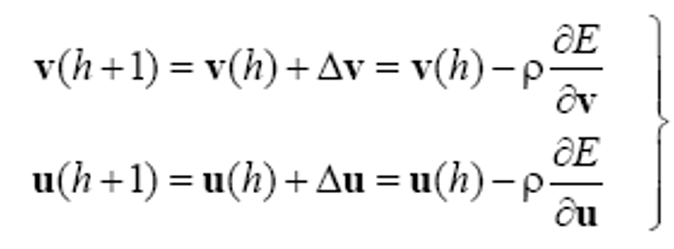 v(h+1) = v(h) + Δv = v(h) − ρ ∂E/∂v
u(h+1) = u(h) + Δu = u(h) − ρ ∂E/∂u